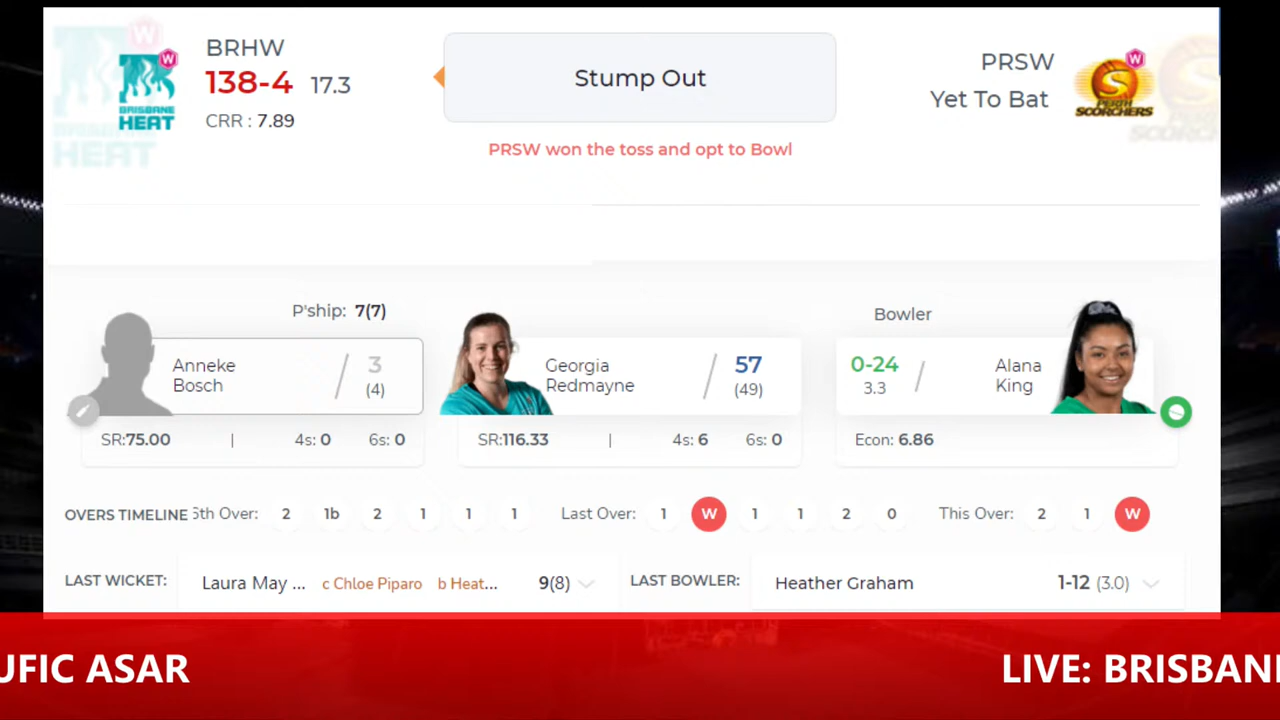 BRHW
138-4 17.3
CRR : 7.89
BRISBANE
HEAT
Stump Out
PRSW won the toss and opt to Bowl
PRSW
Yet To Bat
PERTH
SCORCHERS
P'ship: 7(7)
Anneke
Bosch
3
(4)
SR:75.00 | 4s: 0 6s: 0
Georgia
Redmayne
57
(49)
SR:116.33 | 4s: 6 6s: 0
Bowler
0-24
3.3
Alana
King
Econ: 6.86
OVERS TIMELINE 5th Over: 2 1b 2 1 1 1 Last Over: 1 W 1 1 2 0 This Over: 2 1 W
LAST WICKET: Laura May ... c Chloe Piparo b Heat... 9(8) LAST BOWLER: Heather Graham 1-12 (3.0)
UFIC ASAR LIVE: BRISBANE